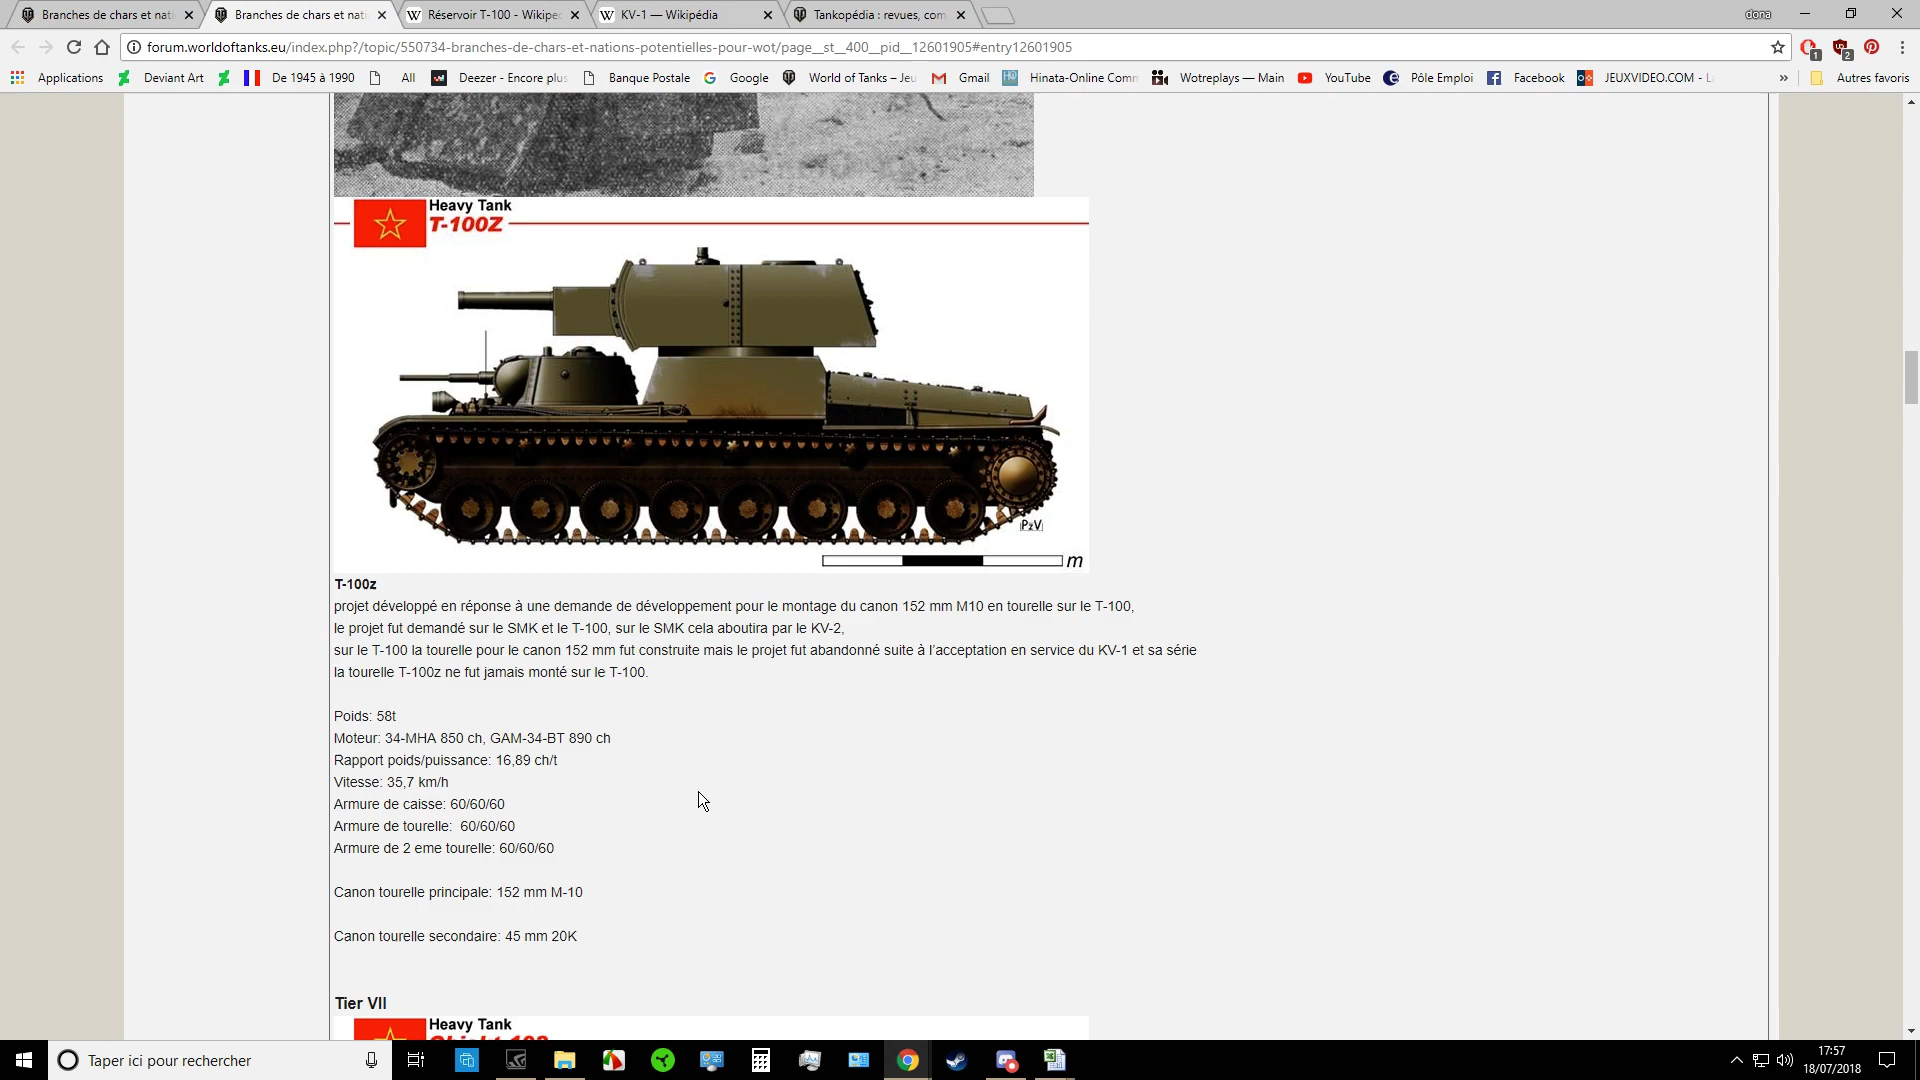 Branches de chars et nati
Branches de chars et nati
Réservoir T-100 - Wikipe
KV-1 — Wikipédia
Tankopédia : revues, com
dona
forum.worldoftanks.eu/index.php?/topic/550734-branches-de-chars-et-nations-potentielles-pour-wot/page__st__400__pid__12601905#entry12601905
1
2
Applications
Deviant Art
De 1945 à 1990
All
Deezer - Encore plus
Banque Postale
Google
World of Tanks – Jeu
Gmail
Hinata-Online Comm
Wotreplays — Main
YouTube
Pôle Emploi
Facebook
JEUXVIDEO.COM - L
»
Autres favoris
Heavy Tank
T-100Z
PzV
m
T-100z
projet développé en réponse à une demande de développement pour le montage du canon 152 mm M10 en tourelle sur le T-100,
le projet fut demandé sur le SMK et le T-100, sur le SMK cela aboutira par le KV-2,
sur le T-100 la tourelle pour le canon 152 mm fut construite mais le projet fut abandonné suite à l’acceptation en service du KV-1 et sa série
la tourelle T-100z ne fut jamais monté sur le T-100.
Poids: 58t
Moteur: 34-MHA 850 ch, GAM-34-BT 890 ch
Rapport poids/puissance: 16,89 ch/t
Vitesse: 35,7 km/h
Armure de caisse: 60/60/60
Armure de tourelle:  60/60/60
Armure de 2 eme tourelle: 60/60/60
Canon tourelle principale: 152 mm M-10
Canon tourelle secondaire: 45 mm 20K
Tier VII
Heavy Tank
Taper ici pour rechercher
17:57
18/07/2018